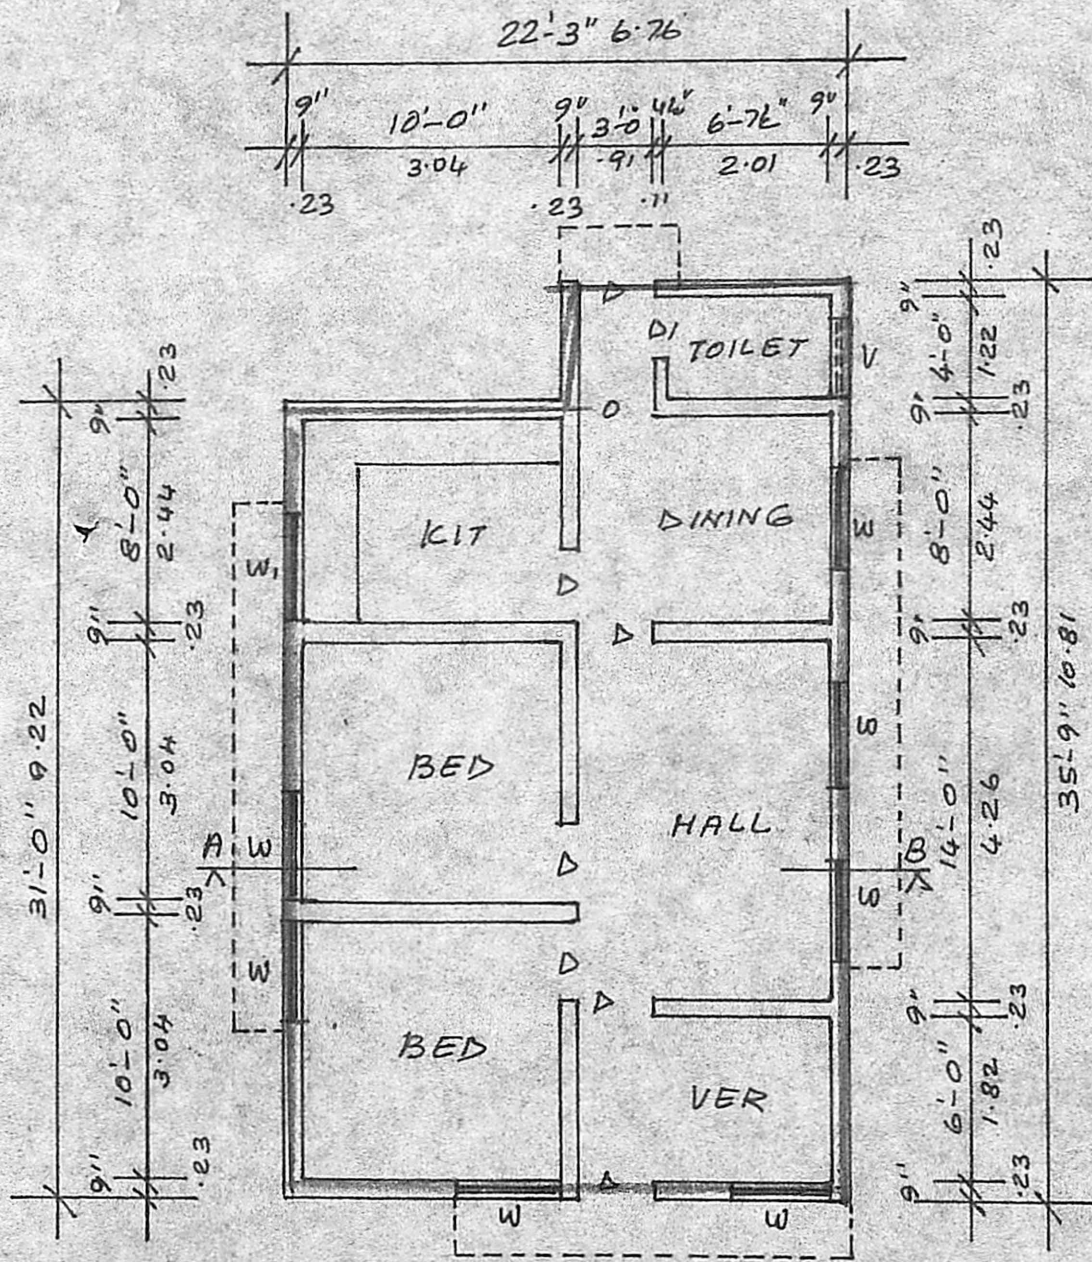 22'-3" 6.76
9" 10'-0" 9" 3'-0 4½" 6'-7½" 9"
3.04 .91 2.01
.23 .23 .11 .23
D
D1 TOILET V
O
KIT DINING
W1 W
D
D
BED
HALL
W
A W D B
W
W D
D
BED
VER
D
W W
31'-0" 9.22
9" .23
8'-0" 2.44
9" .23
10'-0" 3.04
9" .23
10'-0" 3.04
9" .23
9" .23
4'-0" 1.22
9" .23
8'-0" 2.44
9" .23
14'-0" 4.26
9" .23
6'-0" 1.82
9" .23
35'-9" 10.81